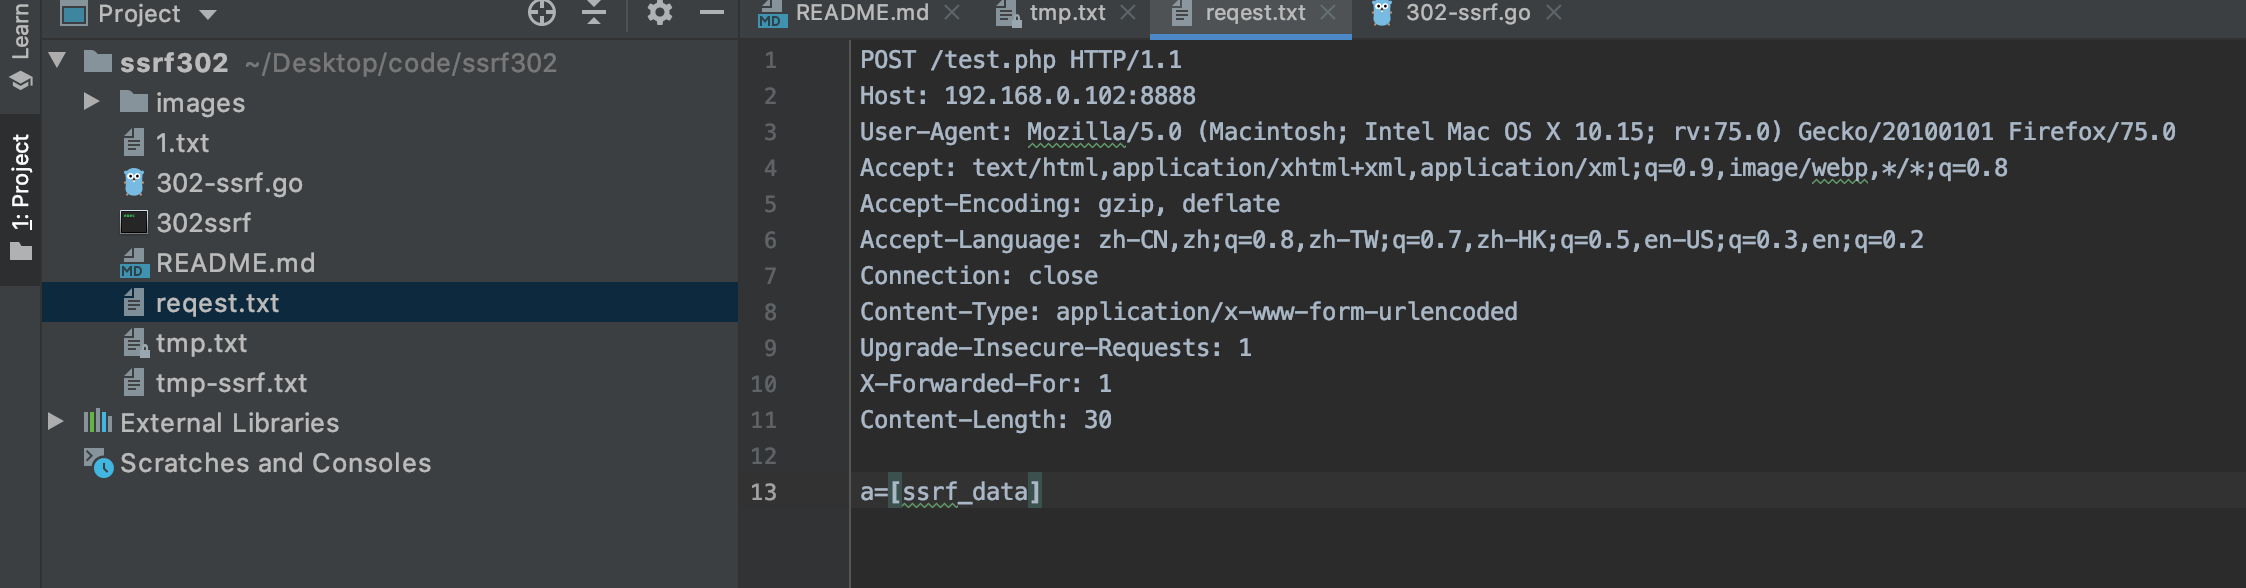 Learn
1: Project
Project
ssrf302 ~/Desktop/code/ssrf302
images
1.txt
302-ssrf.go
302ssrf
README.md
reqest.txt
tmp.txt
tmp-ssrf.txt
External Libraries
Scratches and Consoles
README.md tmp.txt reqest.txt 302-ssrf.go
1 POST /test.php HTTP/1.1
2 Host: 192.168.0.102:8888
3 User-Agent: Mozilla/5.0 (Macintosh; Intel Mac OS X 10.15; rv:75.0) Gecko/20100101 Firefox/75.0
4 Accept: text/html,application/xhtml+xml,application/xml;q=0.9,image/webp,*/*;q=0.8
5 Accept-Encoding: gzip, deflate
6 Accept-Language: zh-CN,zh;q=0.8,zh-TW;q=0.7,zh-HK;q=0.5,en-US;q=0.3,en;q=0.2
7 Connection: close
8 Content-Type: application/x-www-form-urlencoded
9 Upgrade-Insecure-Requests: 1
10 X-Forwarded-For: 1
11 Content-Length: 30
12
13 a=[ssrf_data]